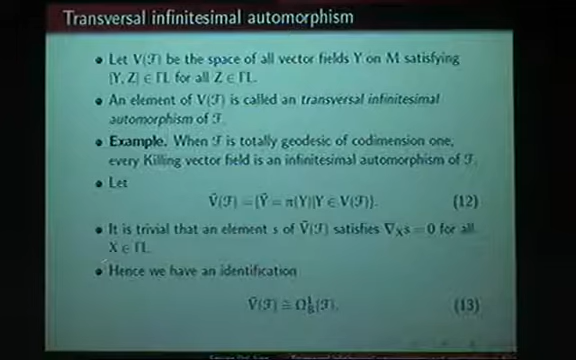 Transversal infinitesimal automorphism
• Let V(ℱ) be the space of all vector fields Y on M satisfying
[Y, Z] ∈ ΓL for all Z ∈ ΓL.
• An element of V(ℱ) is called an transversal infinitesimal
automorphism of ℱ.
• Example. When ℱ is totally geodesic of codimension one,
every Killing vector field is an infinitesimal automorphism of ℱ.
• Let
V̄(ℱ) = {Ȳ = π(Y)|Y ∈ V(ℱ)}. (12)
• It is trivial that an element s of V̄(ℱ) satisfies ∇_X s = 0 for all
X ∈ ΓL.
• Hence we have an identification
V̄(ℱ) ≅ Ω¹_B(ℱ). (13)